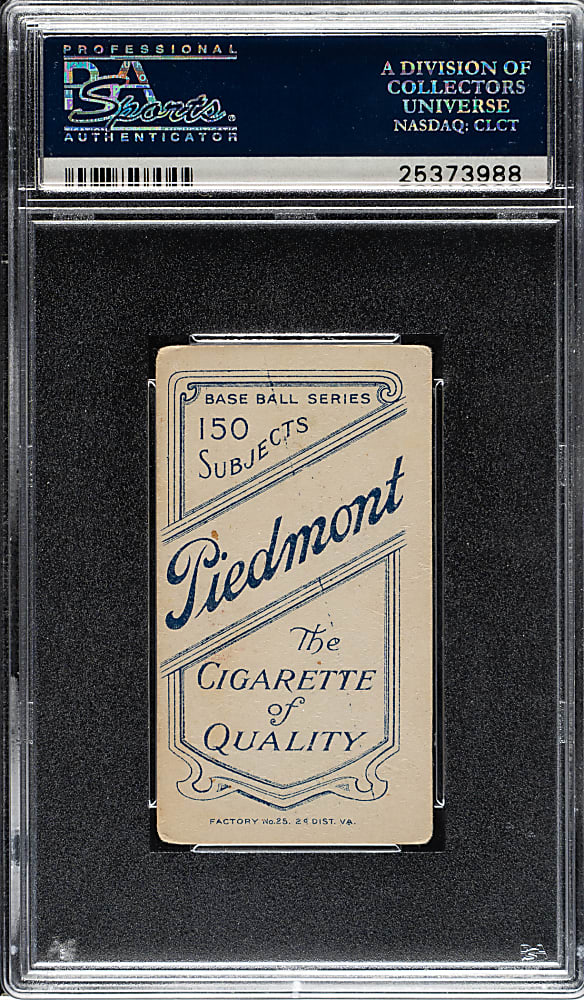 PROFESSIONAL
PSA
Sports®
AUTHENTICATOR
A DIVISION OF
COLLECTORS
UNIVERSE
NASDAQ: CLCT
25373988
BASE BALL SERIES
150
SUBJECTS
Piedmont
The
CIGARETTE
of
QUALITY
FACTORY No. 25. 2d DIST. VA.